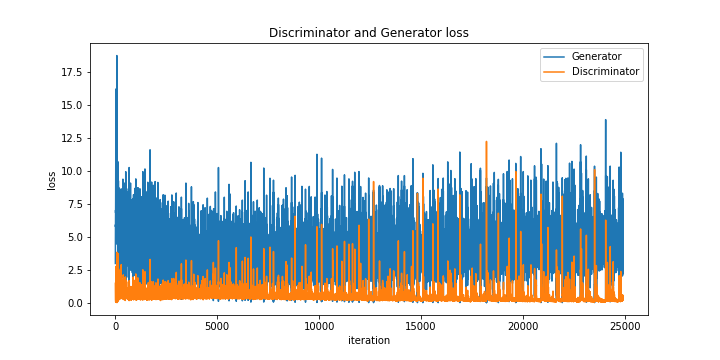 Discriminator and Generator loss
Generator
Discriminator
loss
17.5
15.0
12.5
10.0
7.5
5.0
2.5
0.0
0
5000
10000
15000
20000
25000
iteration